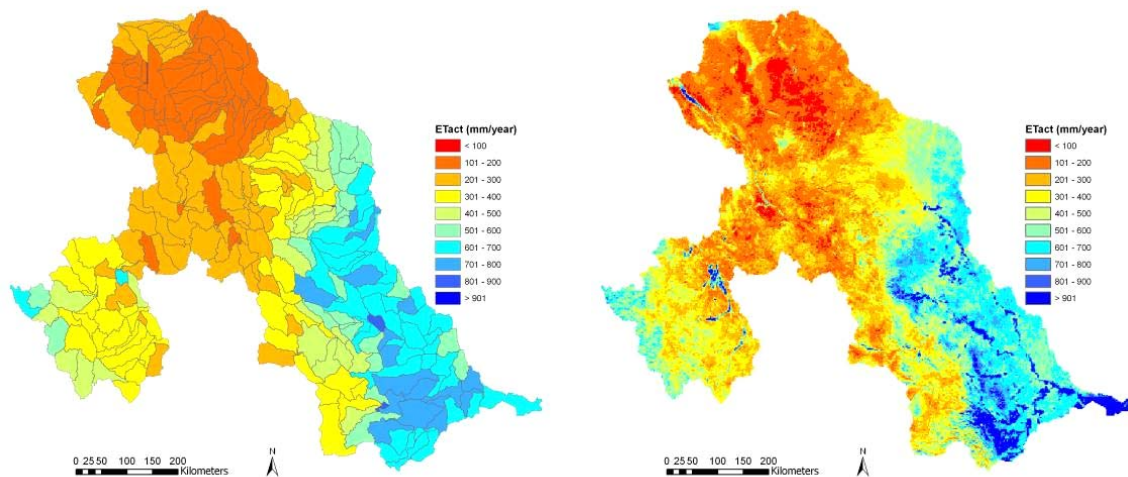 ETact (mm/year)
< 100
101 - 200
201 - 300
301 - 400
401 - 500
501 - 600
601 - 700
701 - 800
801 - 900
> 901
0 25 50 100 150 200
Kilometers
N
ETact (mm/year)
< 100
101 - 200
201 - 300
301 - 400
401 - 500
501 - 600
601 - 700
701 - 800
801 - 900
> 901
0 25 50 100 150 200
Kilometers
N